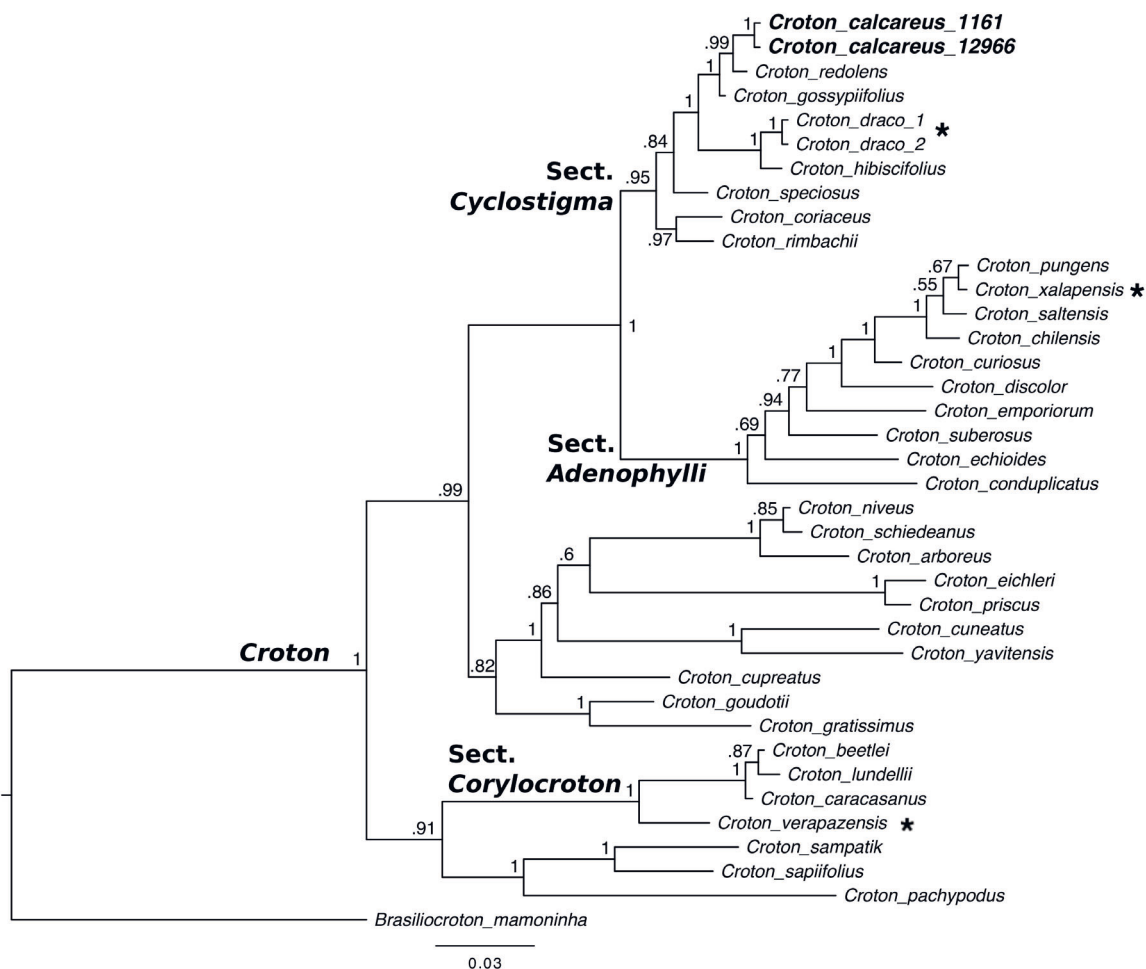 1 Croton_calcareus_1161
.99 Croton_calcareus_12966
1 Croton_redolens
Croton_gossypiifolius
1
1 Croton_draco_1 *
.84 1 Croton_draco_2
Croton_hibiscifolius
Sect. .95
Croton_speciosus
Cyclostigma
Croton_coriaceus
.97 Croton_rimbachii
.67 Croton_pungens
.55 Croton_xalapensis *
1 Croton_saltensis
1 1 Croton_chilensis
1 Croton_curiosus
.77 Croton_discolor
.94 Croton_emporiorum
.69 Croton_suberosus
Sect. 1 Croton_echioides
Adenophylli
Croton_conduplicatus
.99
.85 Croton_niveus
1 Croton_schiedeanus
.6 Croton_arboreus
1 Croton_eichleri
.86 Croton_priscus
1 1 Croton_cuneatus
Croton 1 Croton_yavitensis
.82 Croton_cupreatus
1 Croton_goudotii
Croton_gratissimus
Sect. .87 Croton_beetlei
1 Croton_lundellii
Corylocroton 1 Croton_caracasanus
.91 Croton_verapazensis *
1 Croton_sampatik
1 Croton_sapiifolius
Croton_pachypodus
Brasiliocroton_mamoninha
0.03